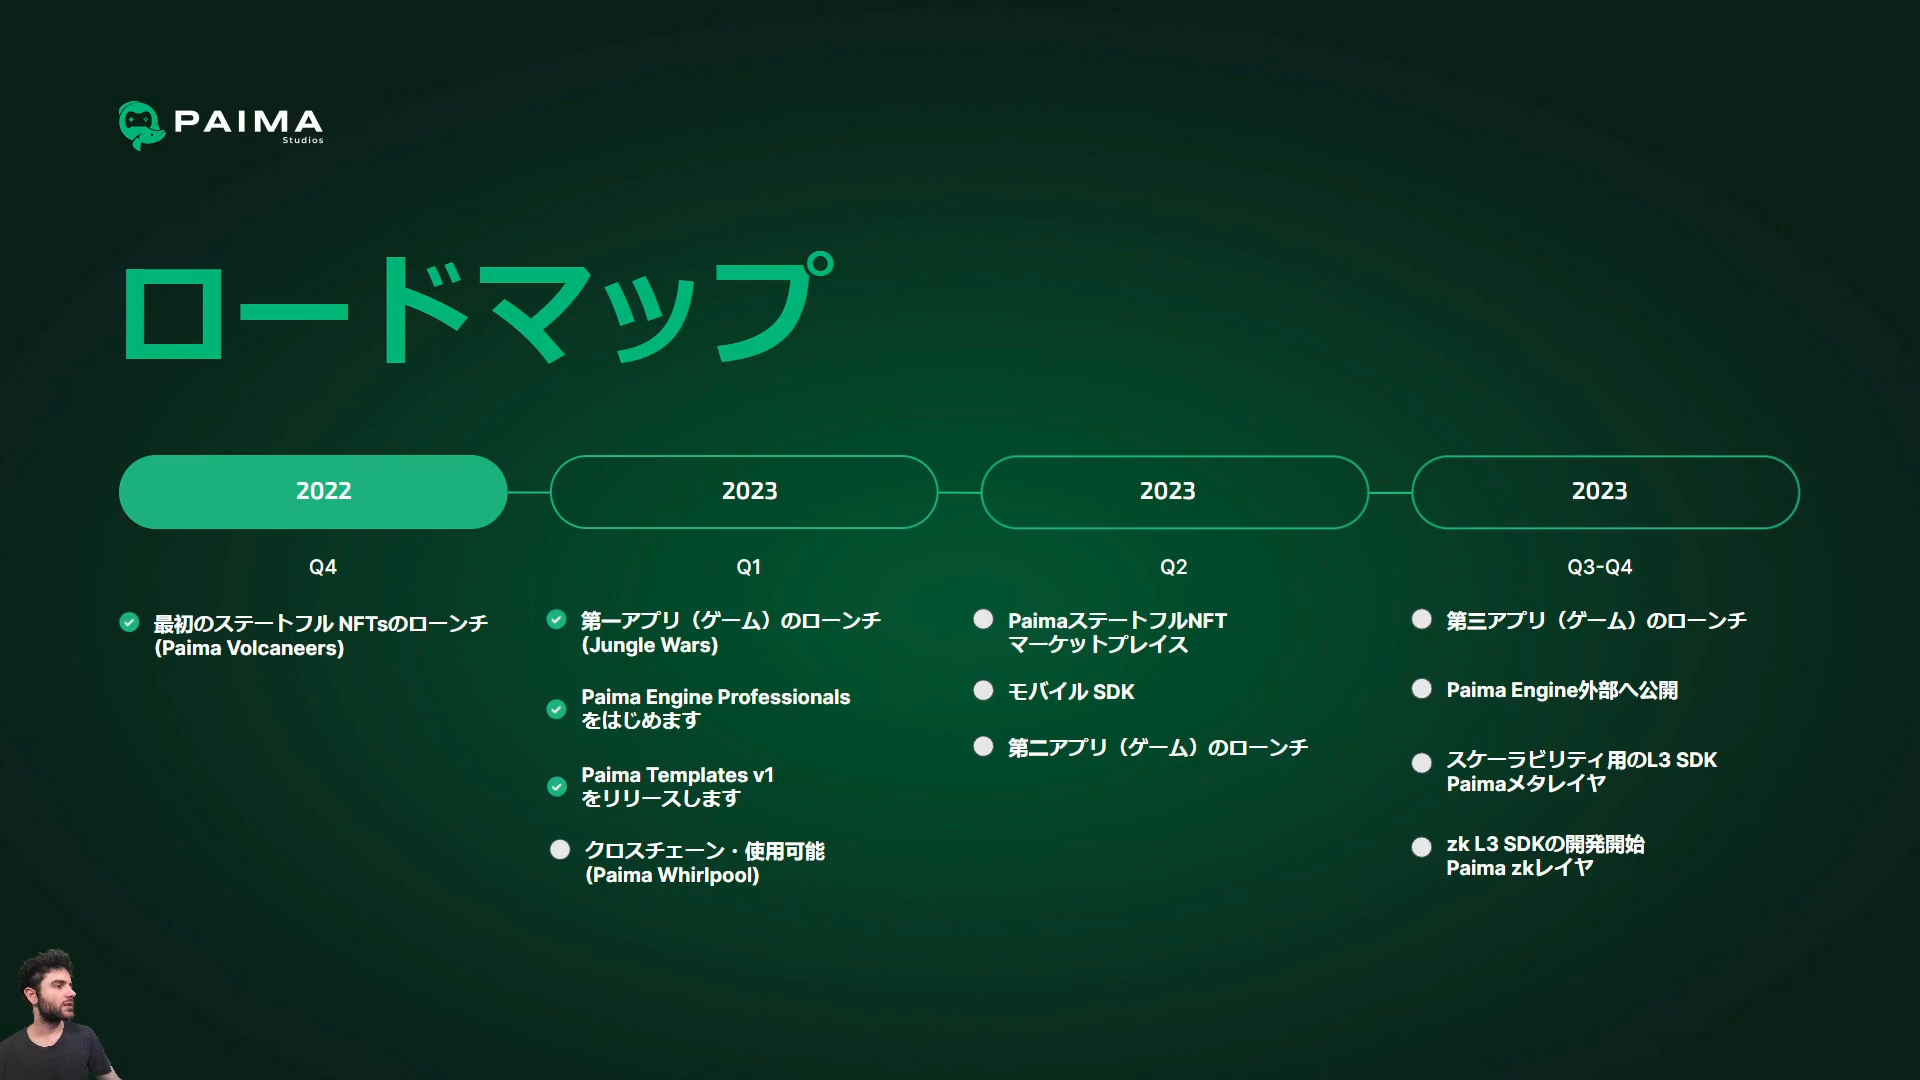 PAIMA
Studios
ロードマップ
2022
Q4
最初のステートフル NFTsのローンチ
(Paima Volcaneers)
2023
Q1
第一アプリ（ゲーム）のローンチ
(Jungle Wars)
Paima Engine Professionals
をはじめます
Paima Templates v1
をリリースします
クロスチェーン・使用可能
(Paima Whirlpool)
2023
Q2
PaimaステートフルNFT
マーケットプレイス
モバイル SDK
第二アプリ（ゲーム）のローンチ
2023
Q3-Q4
第三アプリ（ゲーム）のローンチ
Paima Engine外部へ公開
スケーラビリティ用のL3 SDK
Paimaメタレイヤ
zk L3 SDKの開発開始
Paima zkレイヤ